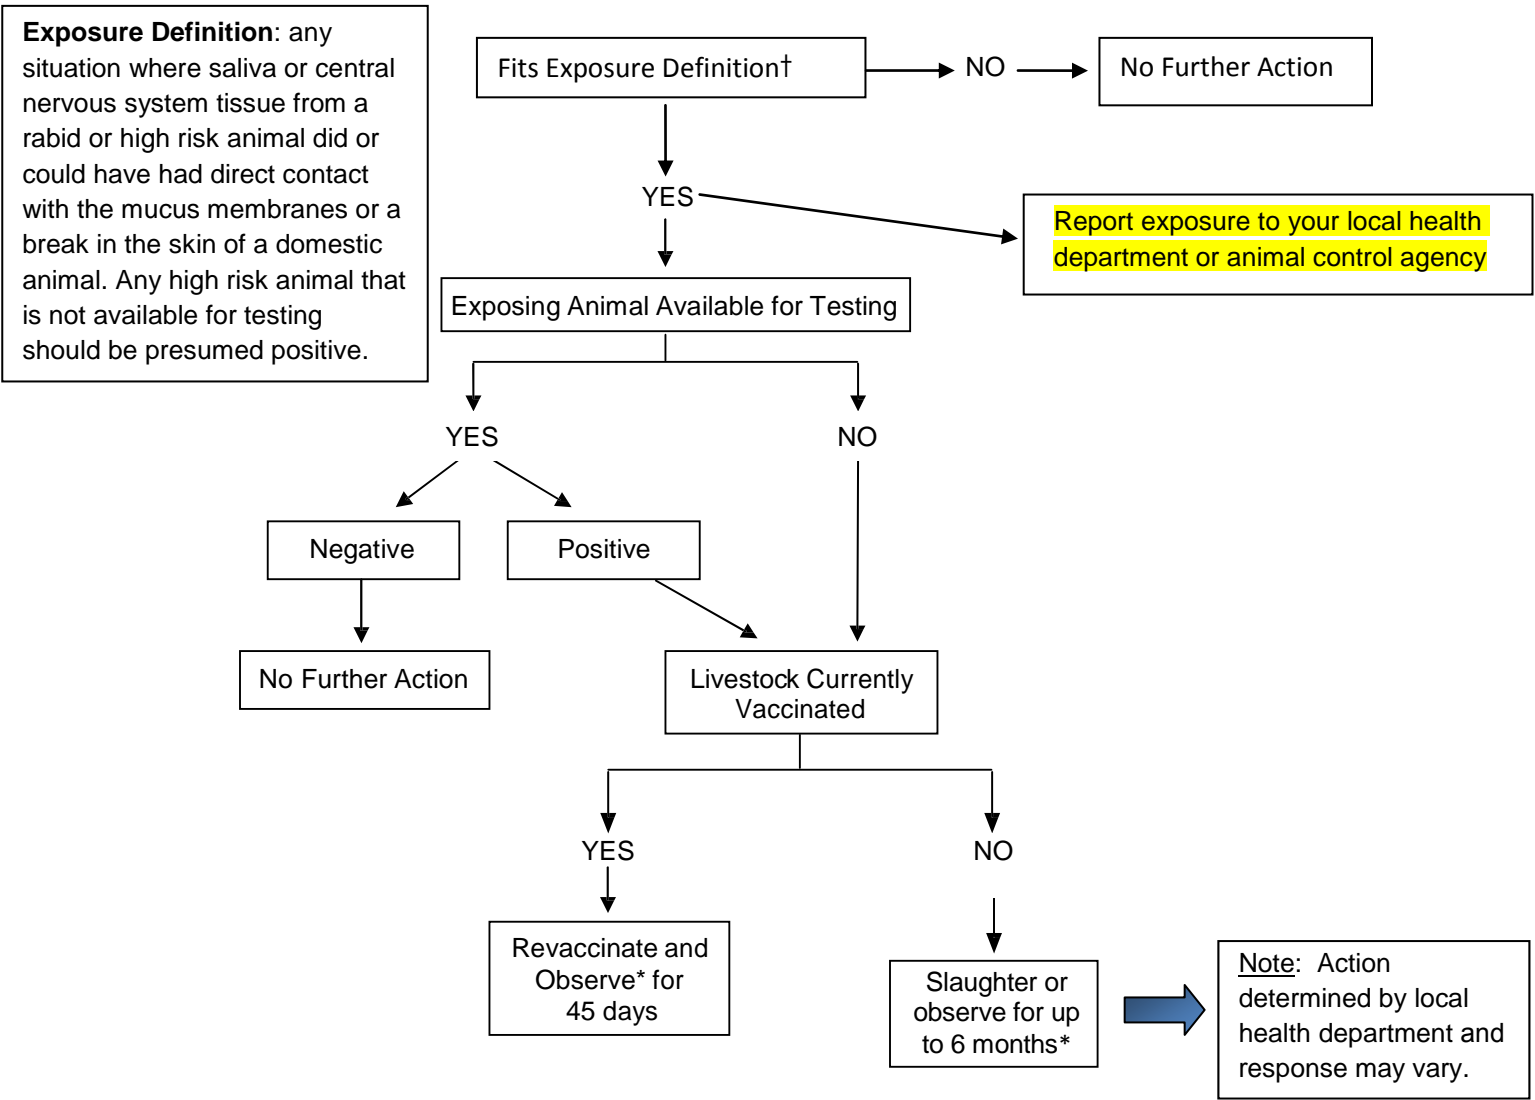 Exposure Definition: any
situation where saliva or central
nervous system tissue from a
rabid or high risk animal did or
could have had direct contact
with the mucus membranes or a
break in the skin of a domestic
animal. Any high risk animal that
is not available for testing
should be presumed positive.
Fits Exposure Definition†
NO
No Further Action
YES
Report exposure to your local health
department or animal control agency
Exposing Animal Available for Testing
YES
NO
Negative
Positive
No Further Action
Livestock Currently
Vaccinated
YES
NO
Revaccinate and
Observe* for
45 days
Slaughter or
observe for up
to 6 months*
Note: Action
determined by local
health department and
response may vary.